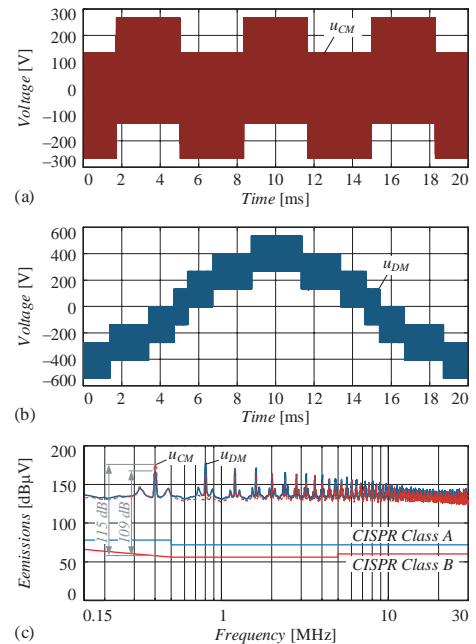 300
200
100
0
−100
−200
−300
Voltage [V]
u_CM
0 2 4 6 8 10 12 14 16 18 20
(a)
Time [ms]
600
400
200
0
−200
−400
−600
Voltage [V]
u_DM
0 2 4 6 8 10 12 14 16 18 20
(b)
Time [ms]
200
150
100
50
0
Eemissions [dBμV]
u_CM
u_DM
115 dB
109 dB
CISPR Class A
CISPR Class B
0.15 1 10 30
(c)
Frequency [MHz]